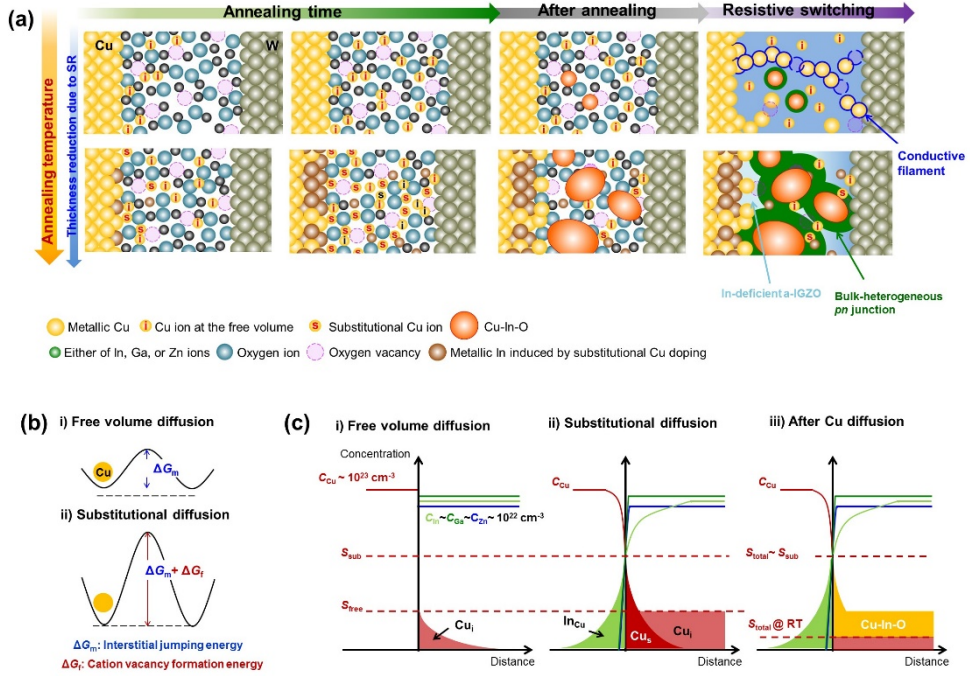 (a)
Annealing time
After annealing
Resistive switching
Annealing temperature
Thickness reduction due to SR
Cu
W
Conductive
filament
In-deficient a-IGZO
Bulk-heterogeneous
pn junction
Metallic Cu
i Cu ion at the free volume
s Substitutional Cu ion
Cu-In-O
Either of In, Ga, or Zn ions
Oxygen ion
Oxygen vacancy
Metallic In induced by substitutional Cu doping
(b)
i) Free volume diffusion
Cu
ΔGm
ii) Substitutional diffusion
ΔGm + ΔGf
ΔGm: Interstitial jumping energy
ΔGf: Cation vacancy formation energy
(c)
i) Free volume diffusion
Concentration
CCu ~ 10²³ cm⁻³
CIn~CGa~CZn~ 10²² cm⁻³
Ssub
Sfree
Cui
Distance
ii) Substitutional diffusion
CCu
InCu
Cus
Cui
Distance
iii) After Cu diffusion
CCu
Stotal~ Ssub
Stotal @ RT
Cu-In-O
Distance